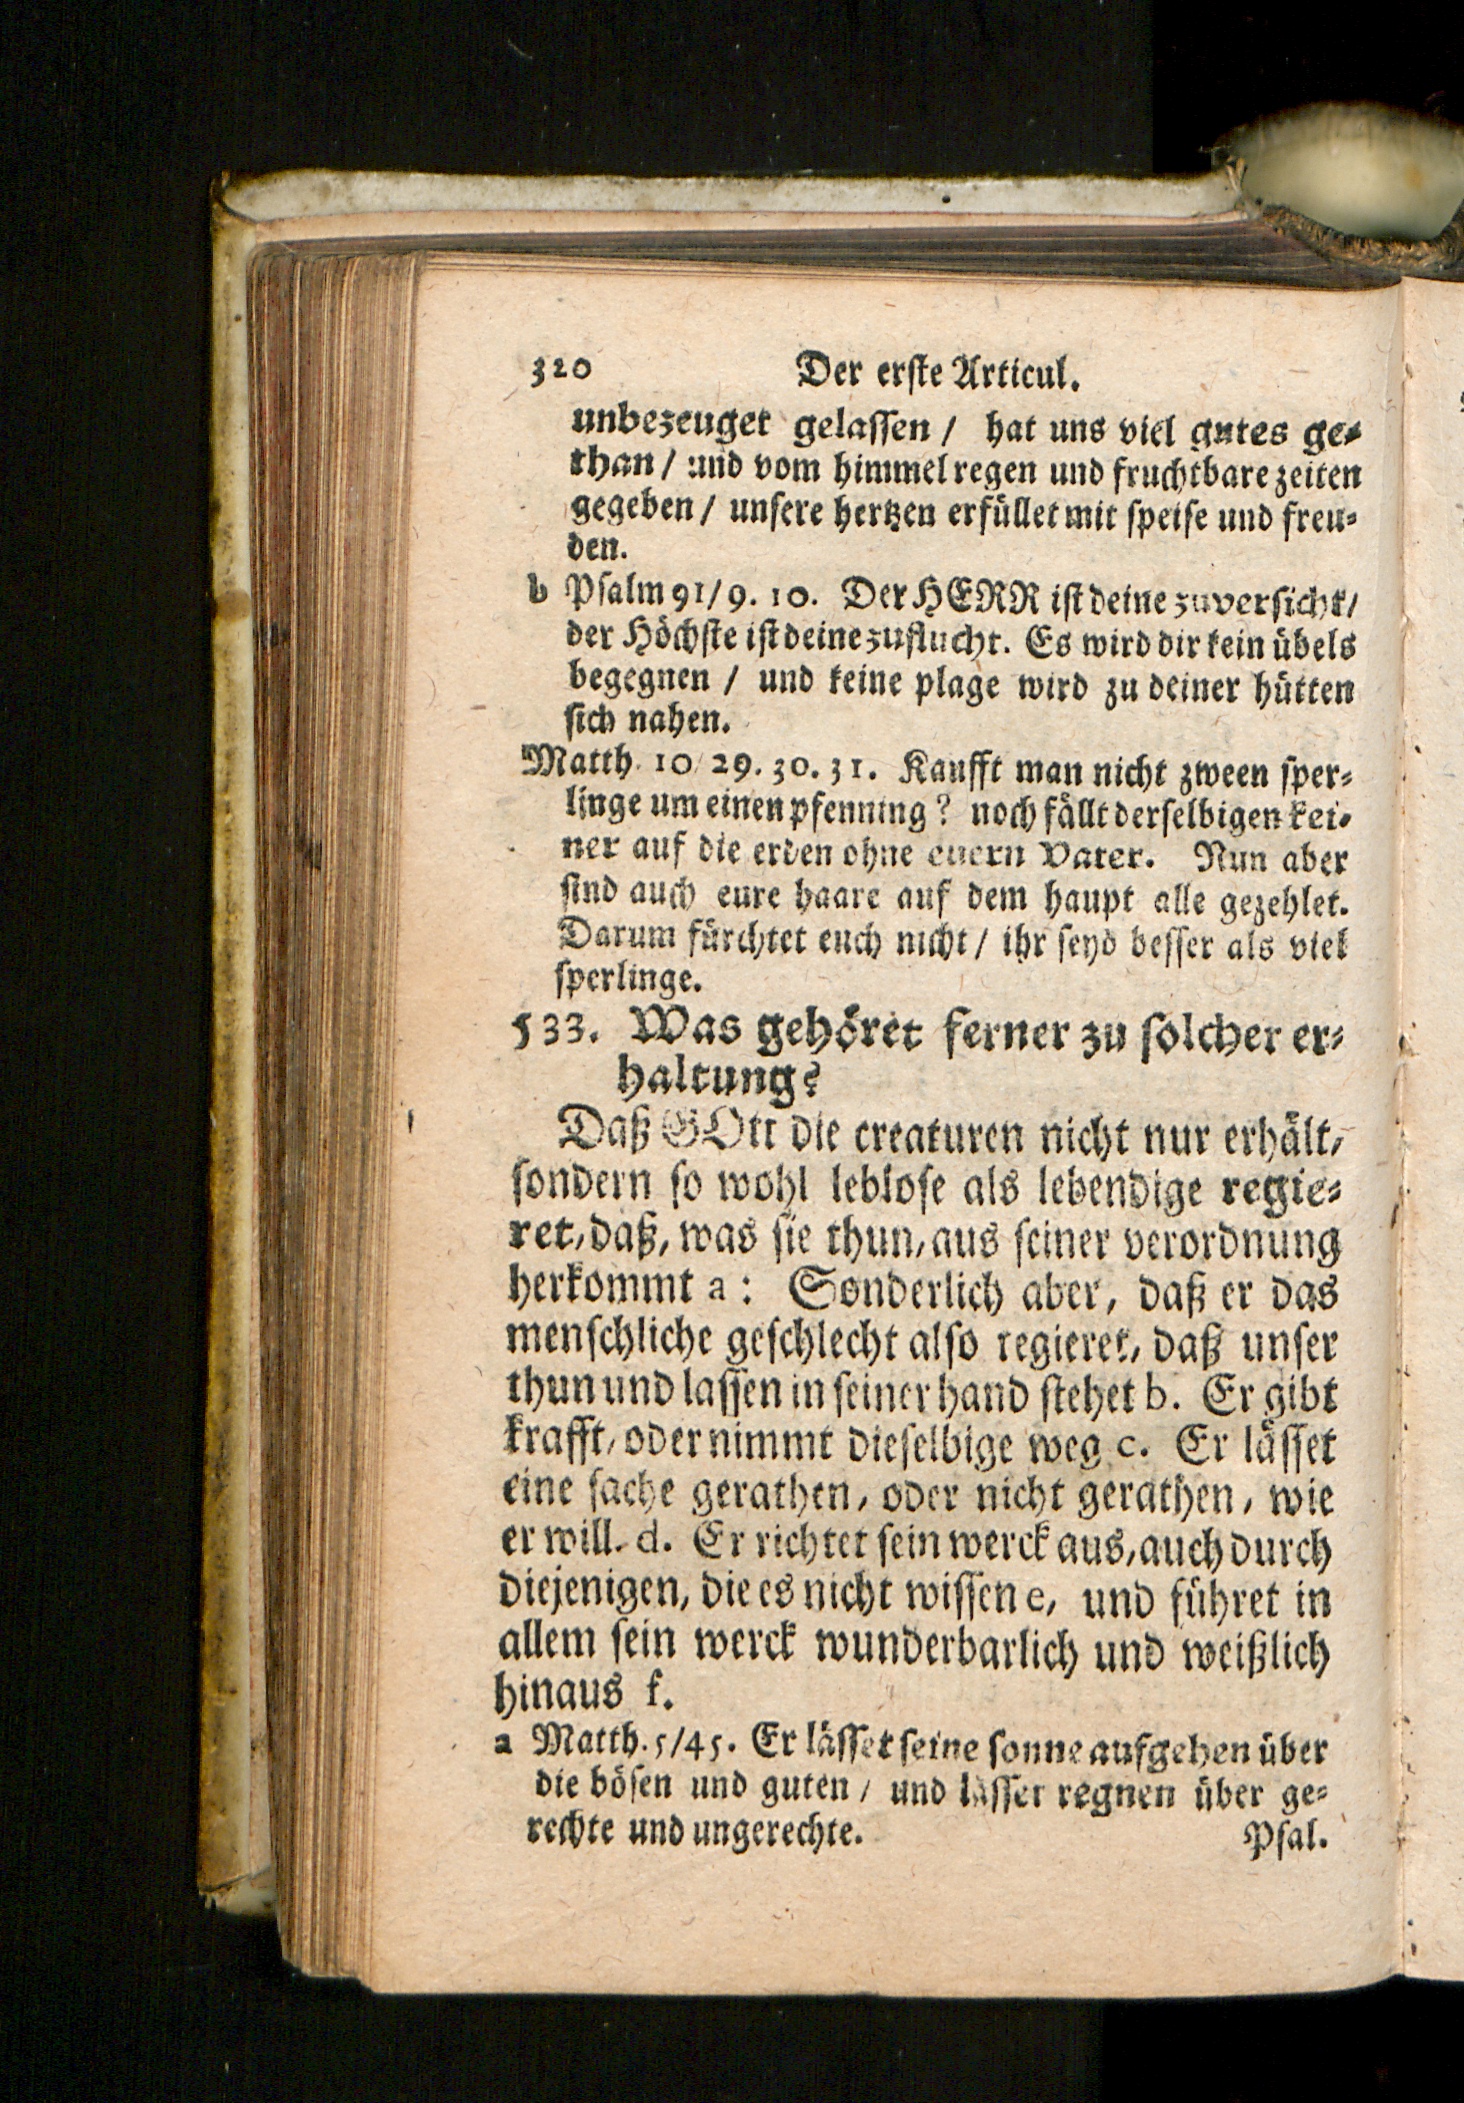 320 Der erſte Articul.
unbezeuget gelaſſen / hat uns viel gutes ge⸗
than / und vom himmel regen und fruchtbare zeiten
gegeben / unſere hertzen erfüllet mit ſpeiſe und freu⸗
den.
b Pſalm 91/9. 10. Der HERR iſt deine zuverſicht/
der Höchſte iſt deine zuflucht. Es wird dir kein übels
begegnen / und keine plage wird zu deiner hütten
ſich nahen.
Matth. 10/29. 30. 31. Kaufft man nicht zween ſper⸗
linge um einen pfenning? noch fällt derſelbigen kei⸗
ner auf die erden ohne euern Vater. Nun aber
ſind auch eure haare auf dem haupt alle gezehlet.
Darum fürchtet euch nicht / ihr ſeyd beſſer als viel
ſperlinge.
533. Was gehöret ferner zu ſolcher er⸗
haltung?
Daß GOtt die creaturen nicht nur erhält,
ſondern ſo wohl lebloſe als lebendige regie⸗
ret, daß, was ſie thun, aus ſeiner verordnung
herkommt a: Sonderlich aber, daß er das
menſchliche geſchlecht alſo regieret, daß unſer
thun und laſſen in ſeiner hand ſtehet b. Er gibt
krafft, oder nimmt dieſelbige weg c. Er läſſet
eine ſache gerathen, oder nicht gerathen, wie
er will. d. Er richtet ſein werck aus, auch durch
diejenigen, die es nicht wiſſen e, und führet in
allem ſein werck wunderbarlich und weißlich
hinaus f.
a Matth. 5/45. Er läſſet ſeine ſonne aufgehen über
die böſen und guten / und läſſet regnen über ge⸗
rechte und ungerechte. Pſal.